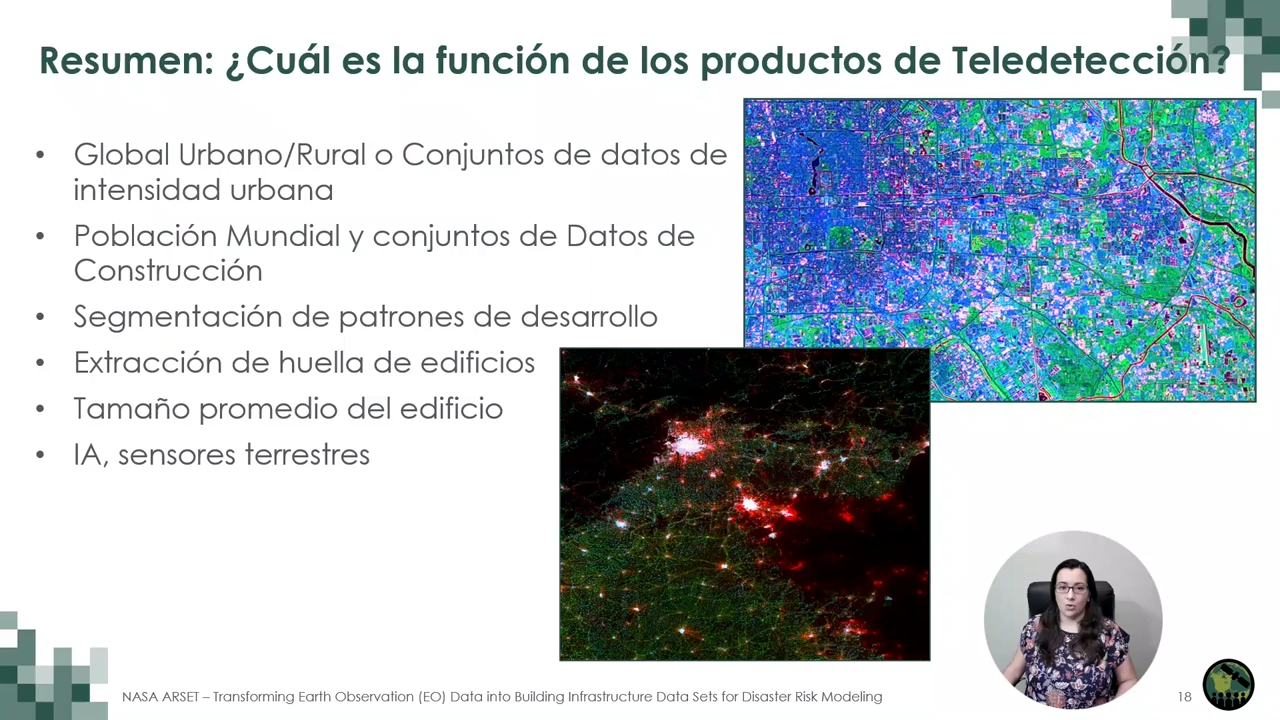 Resumen: ¿Cuál es la función de los productos de Teledetección?
• Global Urbano/Rural o Conjuntos de datos de
intensidad urbana
• Población Mundial y conjuntos de Datos de
Construcción
• Segmentación de patrones de desarrollo
• Extracción de huella de edificios
• Tamaño promedio del edificio
• IA, sensores terrestres
NASA ARSET – Transforming Earth Observation (EO) Data into Building Infrastructure Data Sets for Disaster Risk Modeling
18